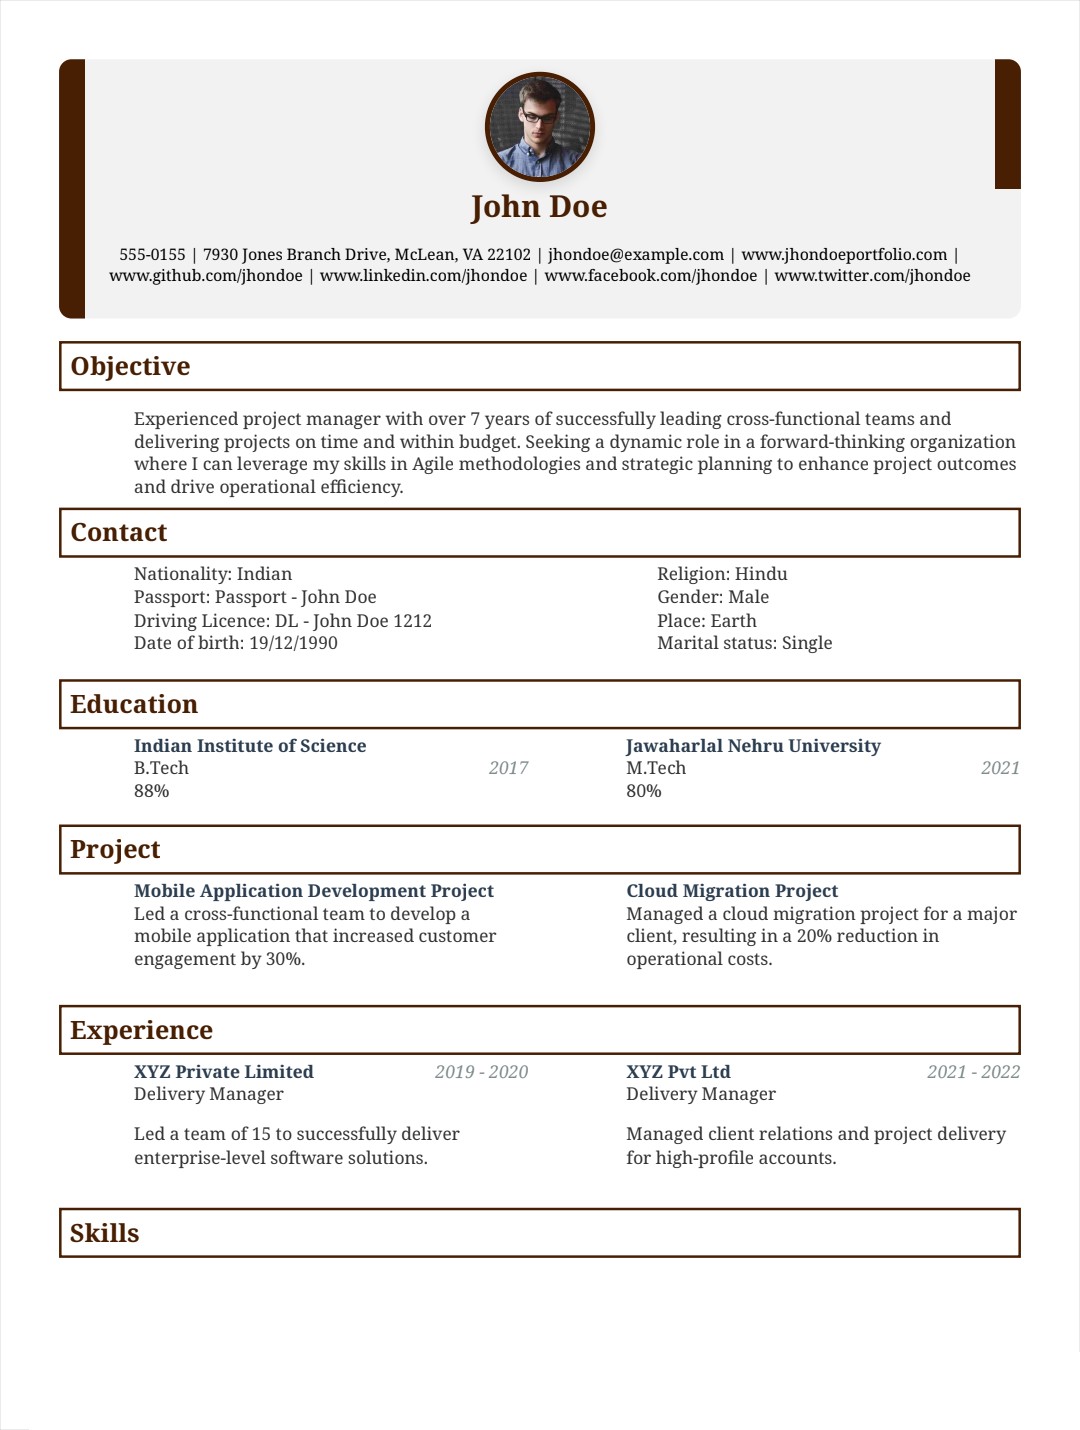 John Doe
555-0155 | 7930 Jones Branch Drive, McLean, VA 22102 | jhondoe@example.com | www.jhondoeportfolio.com |
www.github.com/jhondoe | www.linkedin.com/jhondoe | www.facebook.com/jhondoe | www.twitter.com/jhondoe
Objective
Experienced project manager with over 7 years of successfully leading cross-functional teams and
delivering projects on time and within budget. Seeking a dynamic role in a forward-thinking organization
where I can leverage my skills in Agile methodologies and strategic planning to enhance project outcomes
and drive operational efficiency.
Contact
Nationality: Indian
Passport: Passport - John Doe
Driving Licence: DL - John Doe 1212
Date of birth: 19/12/1990
Religion: Hindu
Gender: Male
Place: Earth
Marital status: Single
Education
Indian Institute of Science
B.Tech 2017
88%
Jawaharlal Nehru University
M.Tech 2021
80%
Project
Mobile Application Development Project
Led a cross-functional team to develop a
mobile application that increased customer
engagement by 30%.
Cloud Migration Project
Managed a cloud migration project for a major
client, resulting in a 20% reduction in
operational costs.
Experience
XYZ Private Limited 2019 - 2020
Delivery Manager
Led a team of 15 to successfully deliver
enterprise-level software solutions.
XYZ Pvt Ltd 2021 - 2022
Delivery Manager
Managed client relations and project delivery
for high-profile accounts.
Skills